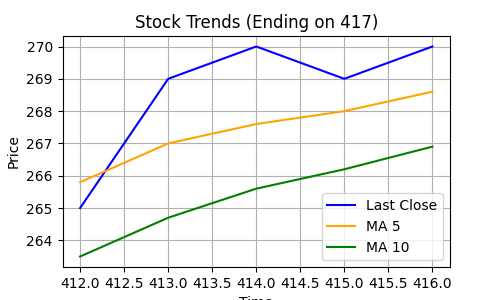 Stock Trends (Ending on 417)
270
269
268
267
266
265
264
Price
Last Close
MA 5
MA 10
412.0 412.5 413.0 413.5 414.0 414.5 415.0 415.5 416.0
Time